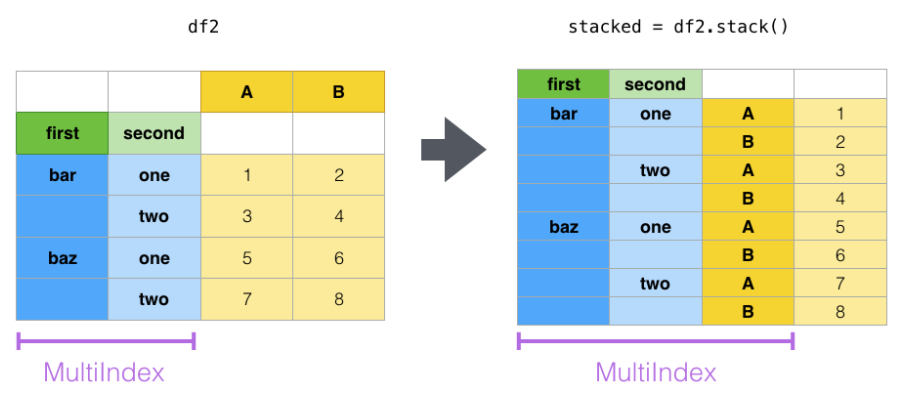 df2
A B
first second
bar one 1 2
two 3 4
baz one 5 6
two 7 8
MultiIndex
stacked = df2.stack()
first second
bar one A 1
B 2
two A 3
B 4
baz one A 5
B 6
two A 7
B 8
MultiIndex